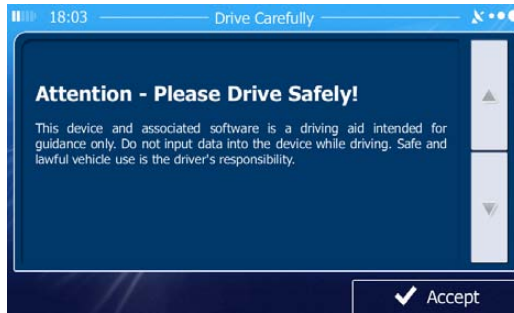 18:03
Drive Carefully
Attention - Please Drive Safely!
This device and associated software is a driving aid intended for
guidance only. Do not input data into the device while driving. Safe and
lawful vehicle use is the driver's responsibility.
Accept